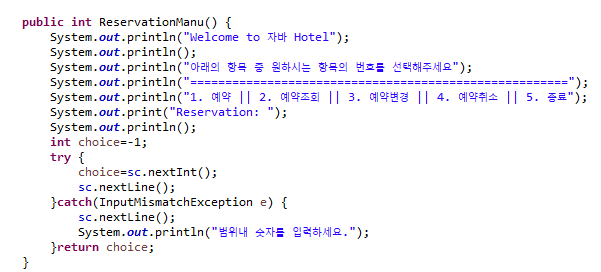 public int ReservationManu() {
System.out.println("Welcome to 자바 Hotel");
System.out.println();
System.out.println("아래의 항목 중 원하시는 항목의 번호를 선택해주세요");
System.out.println("======================================================");
System.out.println("1. 예약 || 2. 예약조회 || 3. 예약변경 || 4. 예약취소 || 5. 종료");
System.out.print("Reservation: ");
System.out.println();
int choice=-1;
try {
choice=sc.nextInt();
sc.nextLine();
}catch(InputMismatchException e) {
sc.nextLine();
System.out.println("범위내 숫자를 입력하세요.");
}return choice;
}